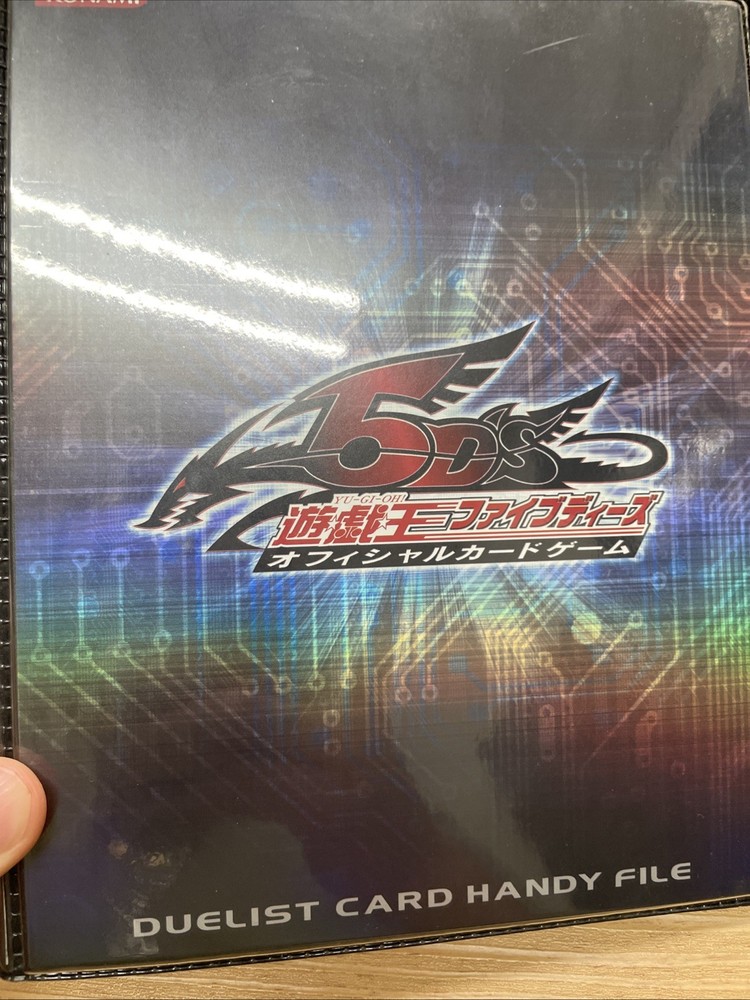 KONAMI
5D'S
YU-GI-OH!
遊☆戯☆王ファイブディーズ
オフィシャルカードゲーム
DUELIST CARD HANDY FILE